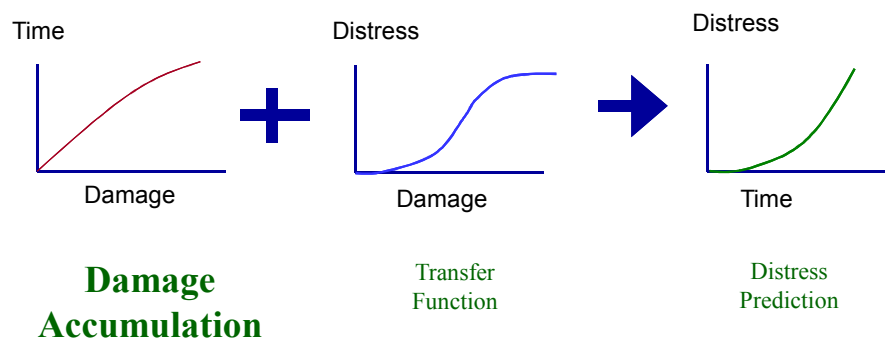 Time
Damage
Damage
Accumulation
Distress
Damage
Transfer
Function
Distress
Time
Distress
Prediction